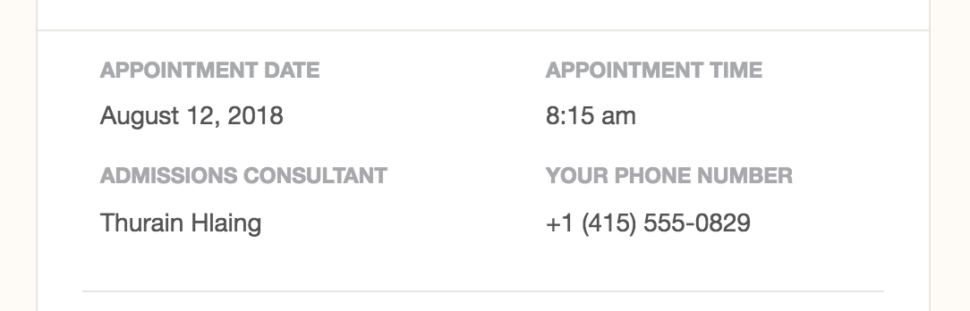 APPOINTMENT DATE
August 12, 2018
APPOINTMENT TIME
8:15 am
ADMISSIONS CONSULTANT
Thurain Hlaing
YOUR PHONE NUMBER
+1 (415) 555-0829